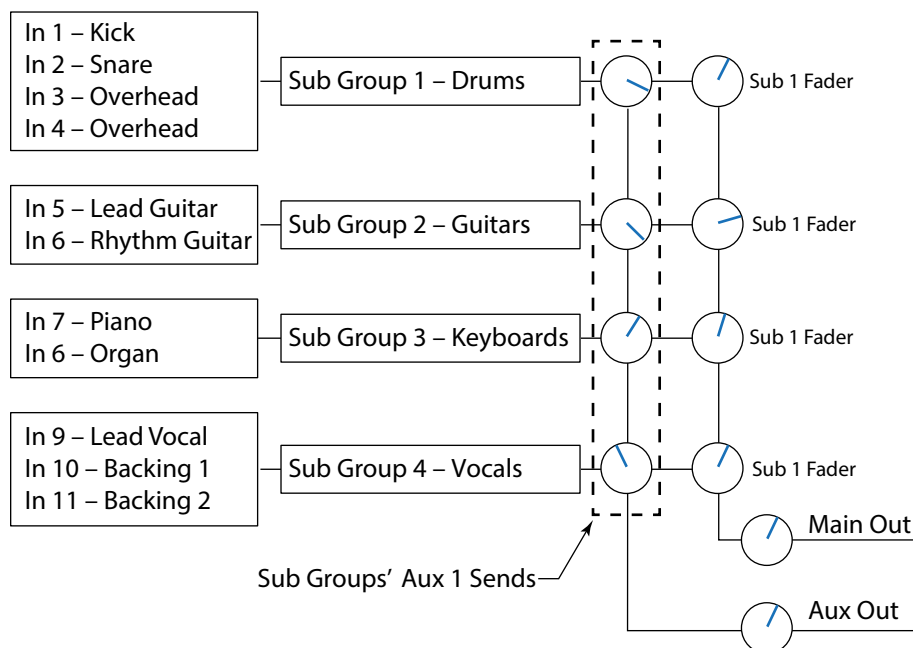 In 1 – Kick
In 2 – Snare
In 3 – Overhead
In 4 – Overhead
Sub Group 1 – Drums
Sub 1 Fader
In 5 – Lead Guitar
In 6 – Rhythm Guitar
Sub Group 2 – Guitars
Sub 1 Fader
In 7 – Piano
In 6 – Organ
Sub Group 3 – Keyboards
Sub 1 Fader
In 9 – Lead Vocal
In 10 – Backing 1
In 11 – Backing 2
Sub Group 4 – Vocals
Sub 1 Fader
Main Out
Sub Groups’ Aux 1 Sends
Aux Out